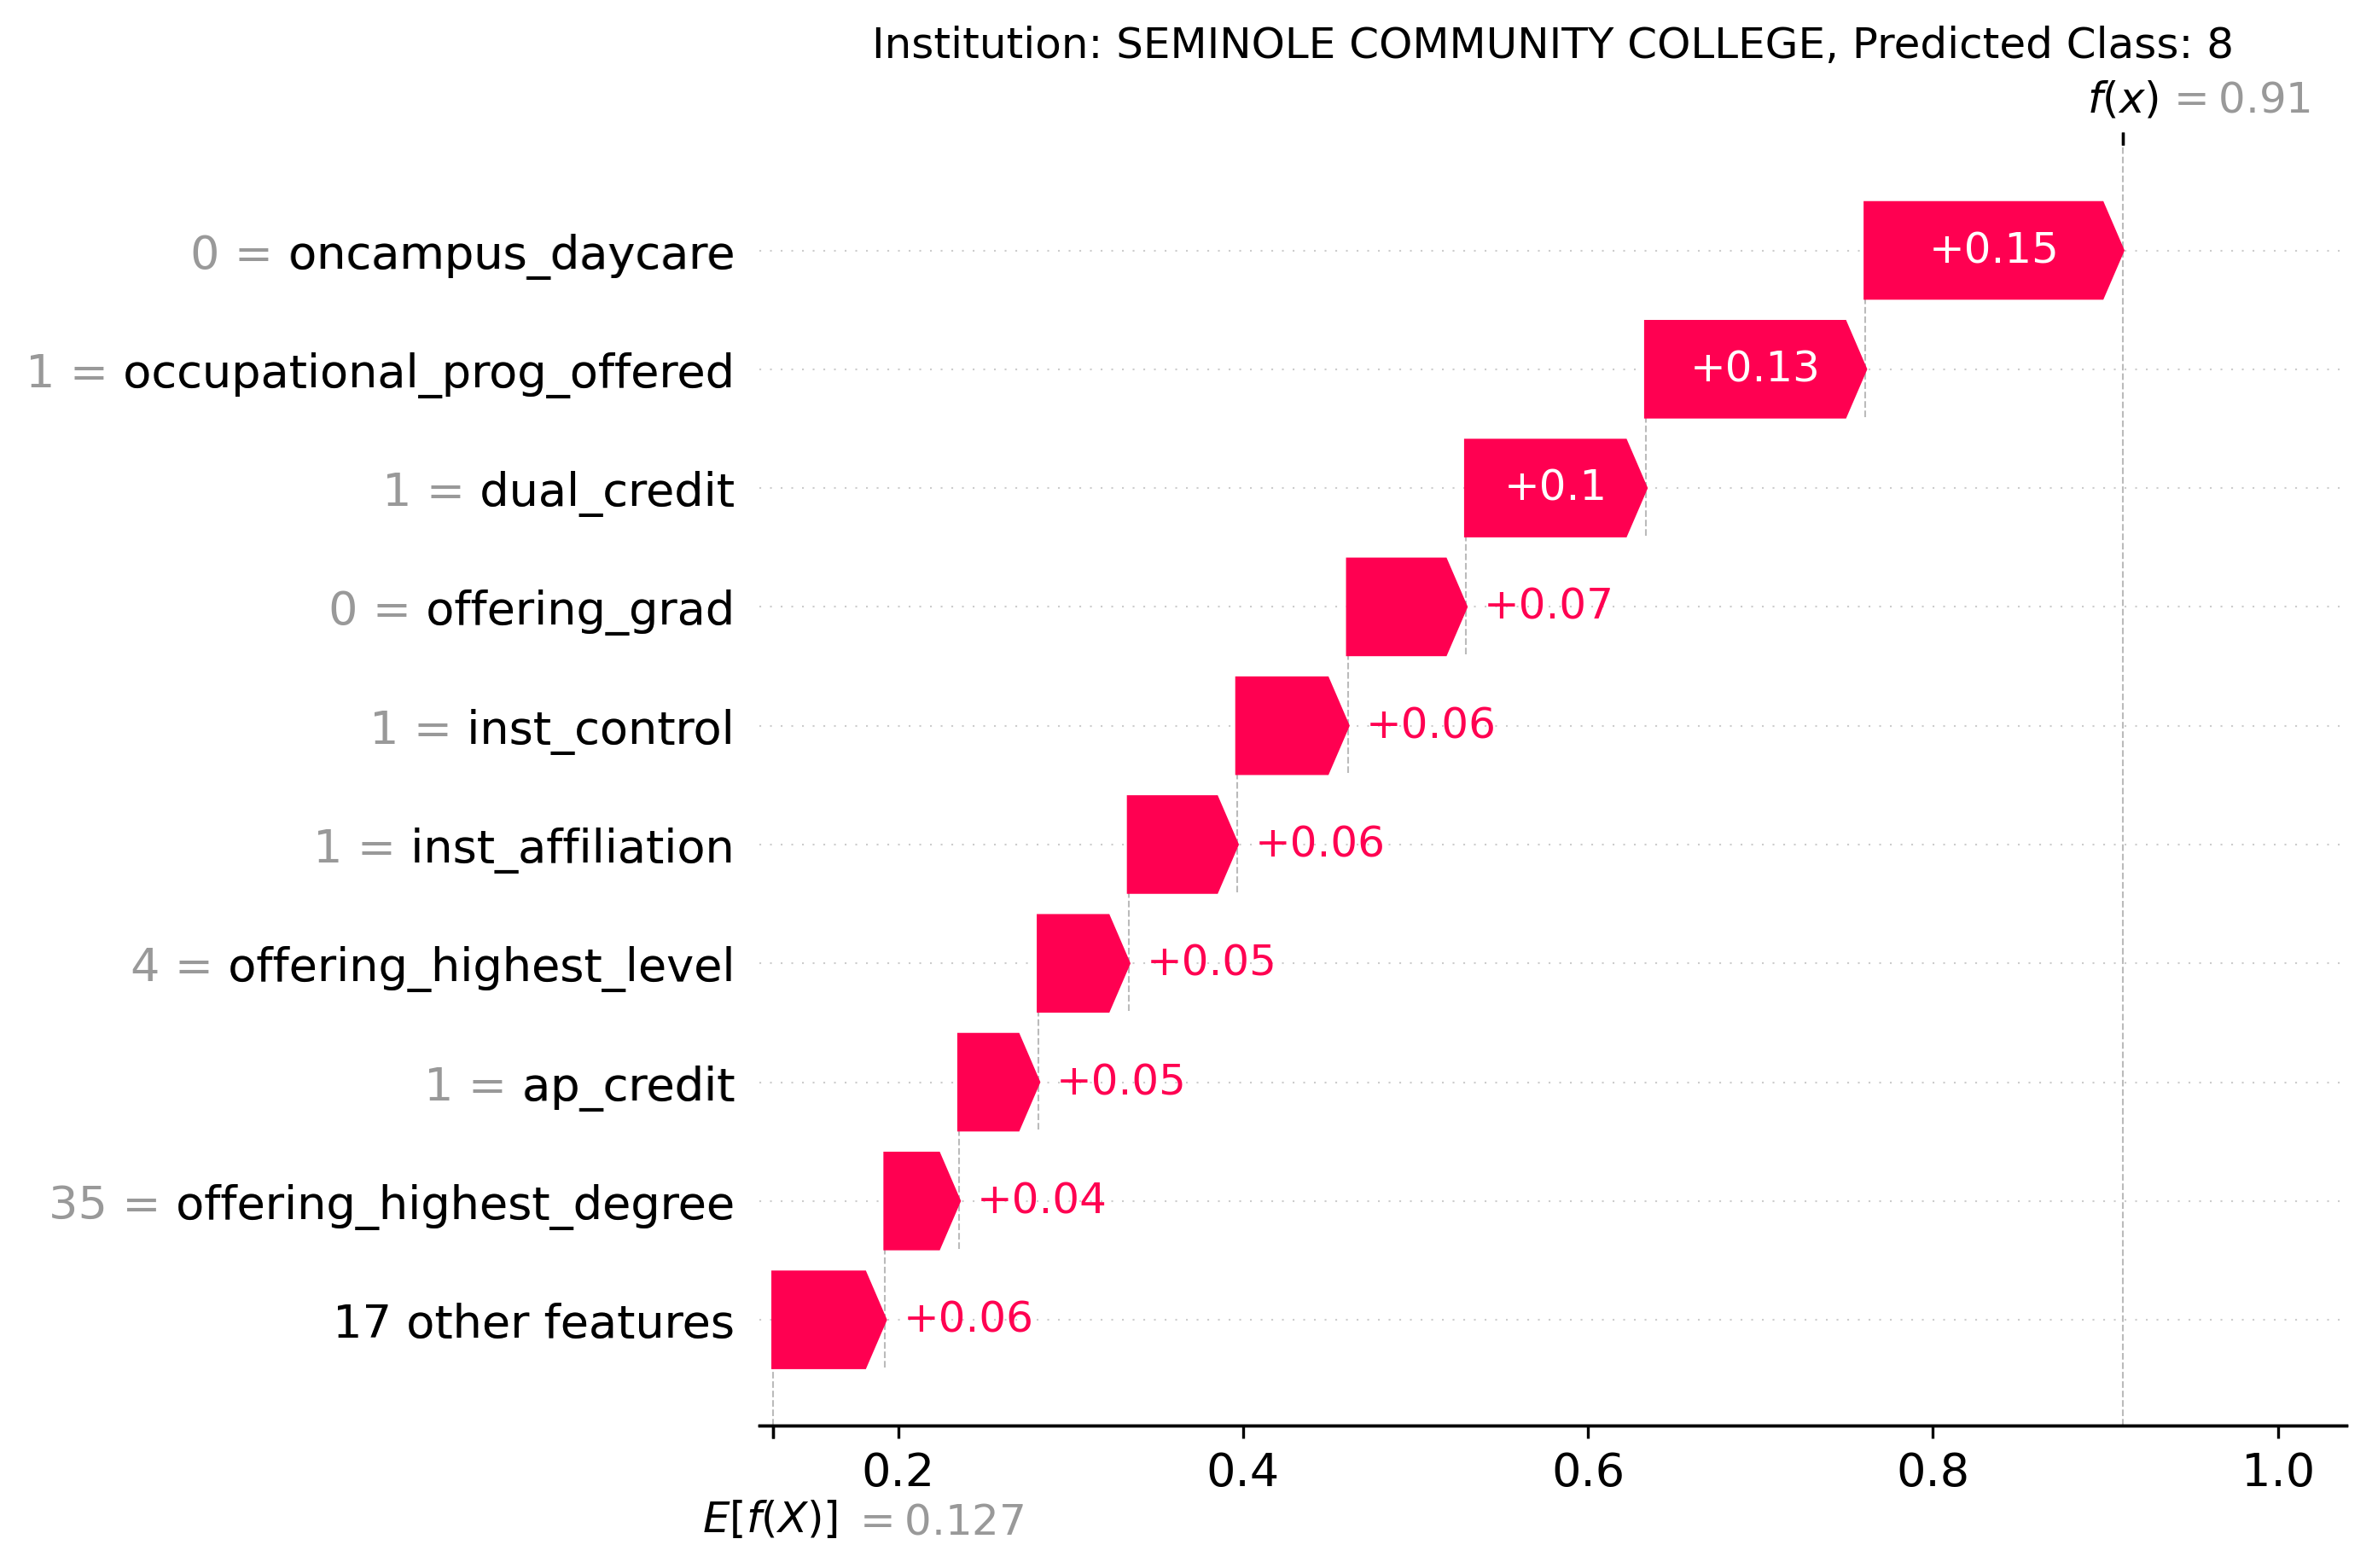 Institution: SEMINOLE COMMUNITY COLLEGE, Predicted Class: 8
f(x) = 0.91
0 = oncampus_daycare +0.15
1 = occupational_prog_offered +0.13
1 = dual_credit +0.1
0 = offering_grad +0.07
1 = inst_control +0.06
1 = inst_affiliation +0.06
4 = offering_highest_level +0.05
1 = ap_credit +0.05
35 = offering_highest_degree +0.04
17 other features +0.06
0.2 0.4 0.6 0.8 1.0
E[f(X)] = 0.127